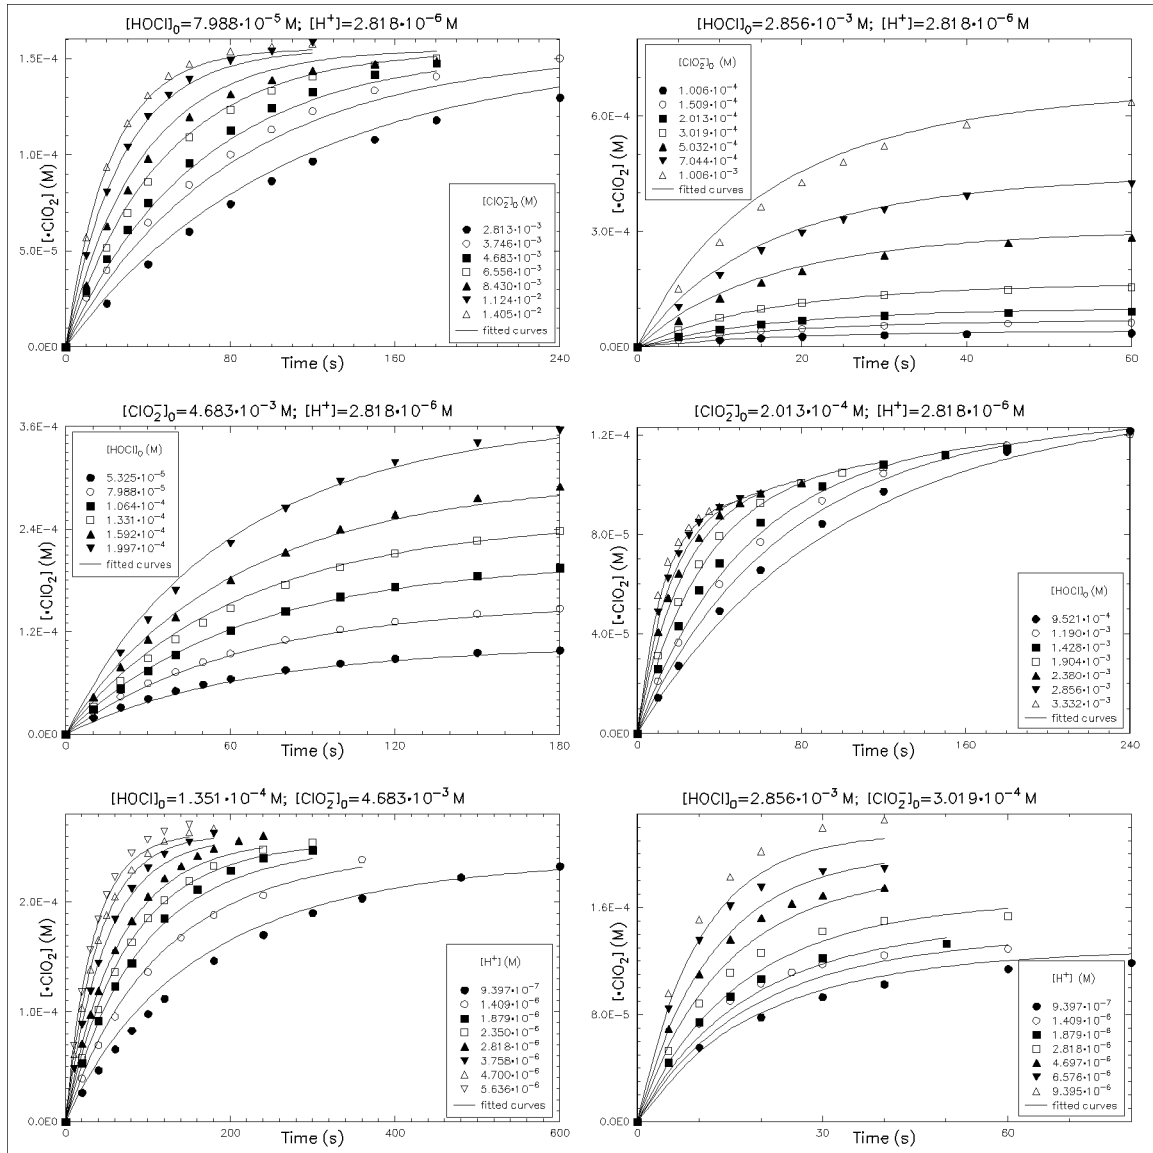 [HOCl]₀=7.988·10⁻⁵ M; [H⁺]=2.818·10⁻⁶ M
1.5E-4
1.0E-4
5.0E-5
0.0E0
[·ClO₂] (M)
[ClO₂⁻]₀ (M)
2.813·10⁻³
3.746·10⁻³
4.683·10⁻³
6.556·10⁻³
8.430·10⁻³
1.124·10⁻²
1.405·10⁻²
fitted curves
0 80 160 240
Time (s)
[HOCl]₀=2.856·10⁻³ M; [H⁺]=2.818·10⁻⁶ M
6.0E-4
3.0E-4
0.0E0
[·ClO₂] (M)
[ClO₂⁻]₀ (M)
1.006·10⁻⁴
1.509·10⁻⁴
2.013·10⁻⁴
3.019·10⁻⁴
5.032·10⁻⁴
7.044·10⁻⁴
1.006·10⁻³
fitted curves
0 20 40 60
Time (s)
[ClO₂⁻]₀=4.683·10⁻³ M; [H⁺]=2.818·10⁻⁶ M
3.6E-4
2.4E-4
1.2E-4
0.0E0
[·ClO₂] (M)
[HOCl]₀ (M)
5.325·10⁻⁵
7.988·10⁻⁵
1.064·10⁻⁴
1.331·10⁻⁴
1.592·10⁻⁴
1.997·10⁻⁴
fitted curves
0 60 120 180
Time (s)
[ClO₂⁻]₀=2.013·10⁻⁴ M; [H⁺]=2.818·10⁻⁶ M
1.2E-4
8.0E-5
4.0E-5
0.0E0
[·ClO₂] (M)
[HOCl]₀ (M)
9.521·10⁻⁴
1.190·10⁻³
1.428·10⁻³
1.904·10⁻³
2.380·10⁻³
2.856·10⁻³
3.332·10⁻³
fitted curves
0 80 160 240
Time (s)
[HOCl]₀=1.351·10⁻⁴ M; [ClO₂⁻]₀=4.683·10⁻³ M
2.0E-4
1.0E-4
0.0E0
[·ClO₂] (M)
[H⁺] (M)
9.397·10⁻⁷
1.409·10⁻⁶
1.879·10⁻⁶
2.350·10⁻⁶
2.818·10⁻⁶
3.758·10⁻⁶
4.700·10⁻⁶
5.636·10⁻⁶
fitted curves
0 200 400 600
Time (s)
[HOCl]₀=2.856·10⁻³ M; [ClO₂⁻]₀=3.019·10⁻⁴ M
1.6E-4
8.0E-5
0.0E0
[·ClO₂] (M)
[H⁺] (M)
9.397·10⁻⁷
1.409·10⁻⁶
1.879·10⁻⁶
2.818·10⁻⁶
4.697·10⁻⁶
6.576·10⁻⁶
9.395·10⁻⁶
fitted curves
0 30 60
Time (s)